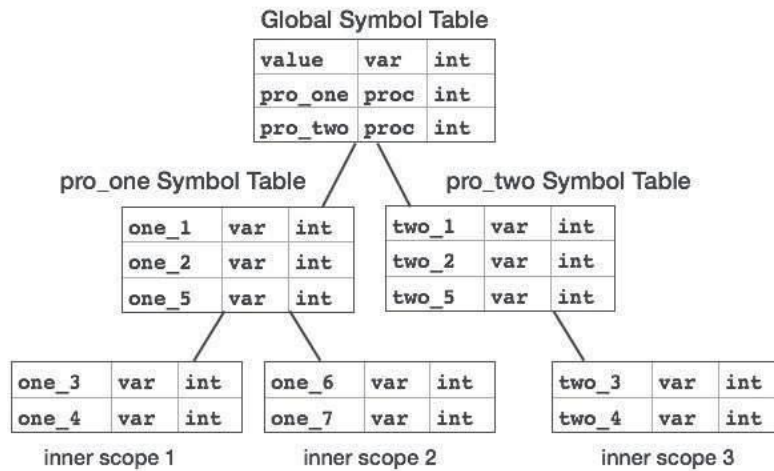 Global Symbol Table
value var int
pro_one proc int
pro_two proc int
pro_one Symbol Table
one_1 var int
one_2 var int
one_5 var int
pro_two Symbol Table
two_1 var int
two_2 var int
two_5 var int
one_3 var int
one_4 var int
inner scope 1
one_6 var int
one_7 var int
inner scope 2
two_3 var int
two_4 var int
inner scope 3